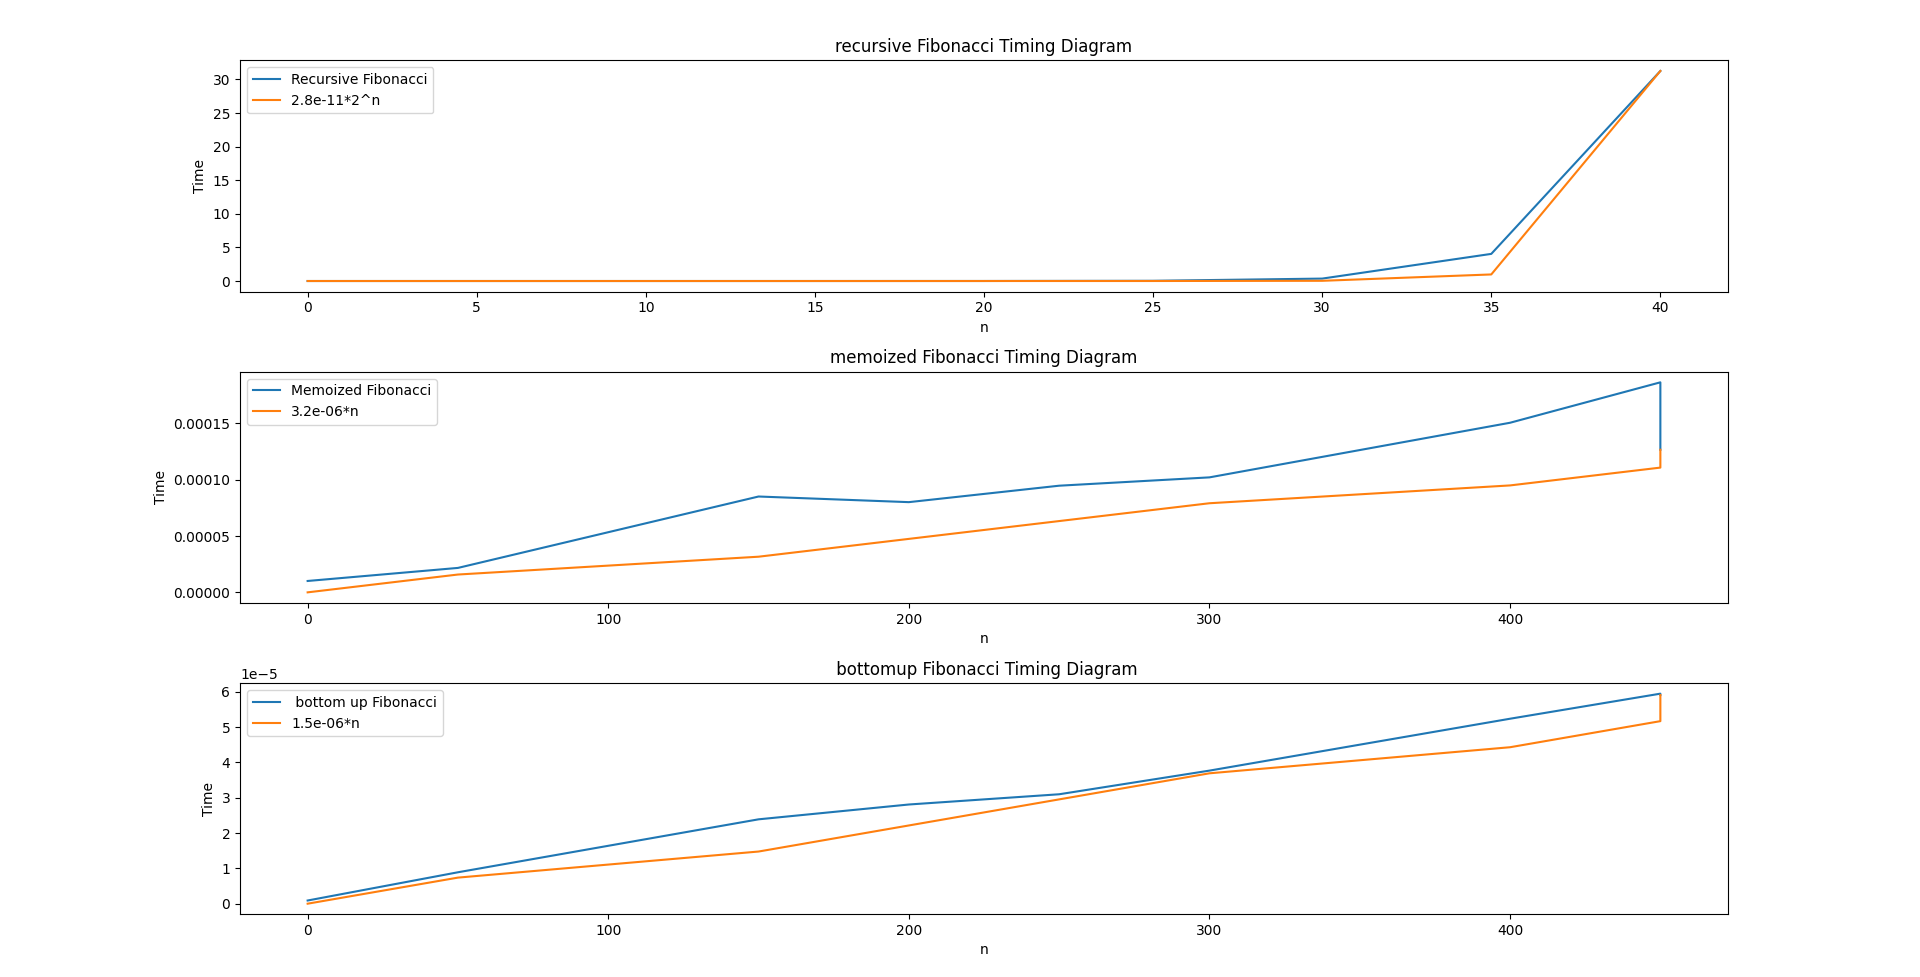 recursive Fibonacci Timing Diagram
Recursive Fibonacci
2.8e-11*2^n
30
25
20
15
10
5
0
Time
0 5 10 15 20 25 30 35 40
n
memoized Fibonacci Timing Diagram
Memoized Fibonacci
3.2e-06*n
0.00015
0.00010
0.00005
0.00000
Time
0 100 200 300 400
n
bottomup Fibonacci Timing Diagram
1e−5
bottom up Fibonacci
1.5e-06*n
6
5
4
3
2
1
0
Time
0 100 200 300 400
n